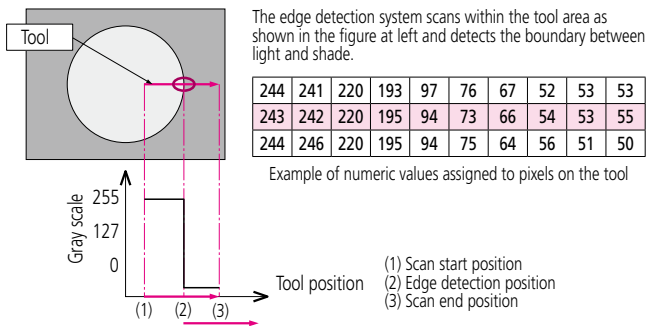 Tool
The edge detection system scans within the tool area as
shown in the figure at left and detects the boundary between
light and shade.
244 241 220 193 97 76 67 52 53 53
243 242 220 195 94 73 66 54 53 55
244 246 220 195 94 75 64 56 51 50
Example of numeric values assigned to pixels on the tool
Gray scale
255
127
0
(1) (2) (3)
Tool position
(1) Scan start position
(2) Edge detection position
(3) Scan end position